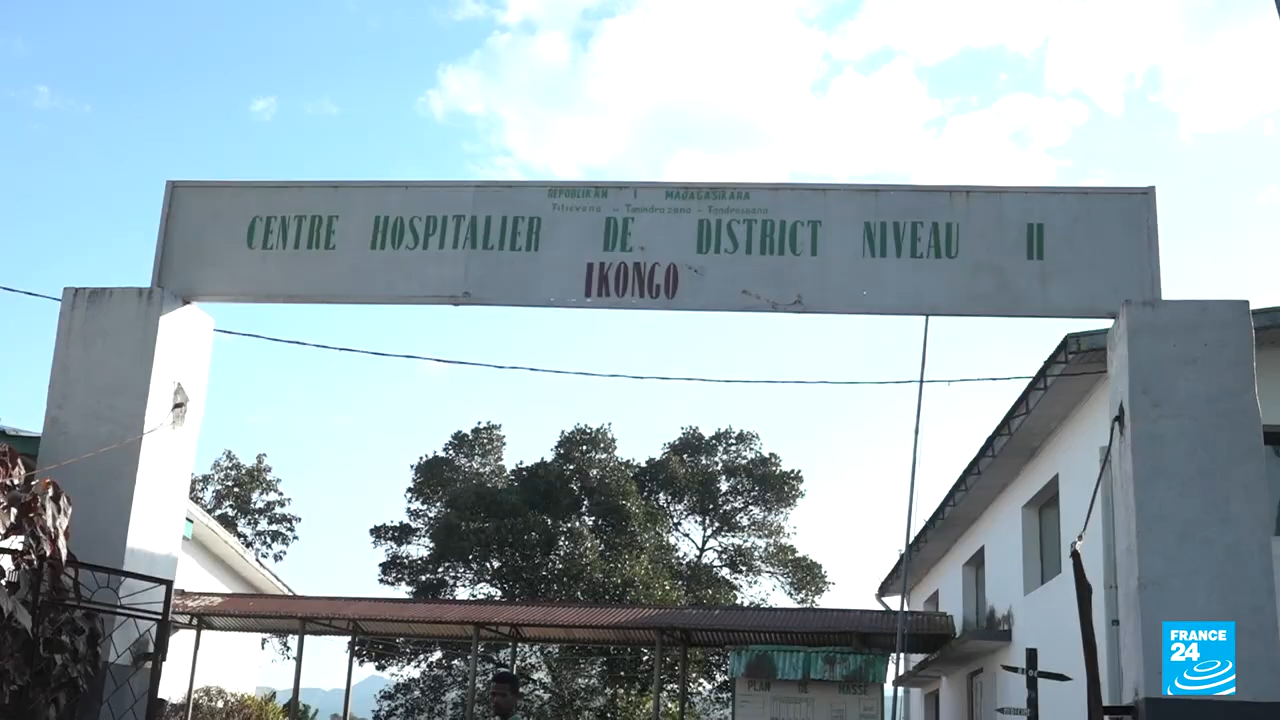 REPOBLIKAN I MADAGASIKARA
Fitiavana - Tanindrazana - Fandrosoana
CENTRE HOSPITALIER DE DISTRICT NIVEAU II
IKONGO
PLAN DE MASSE
FRANCE
24